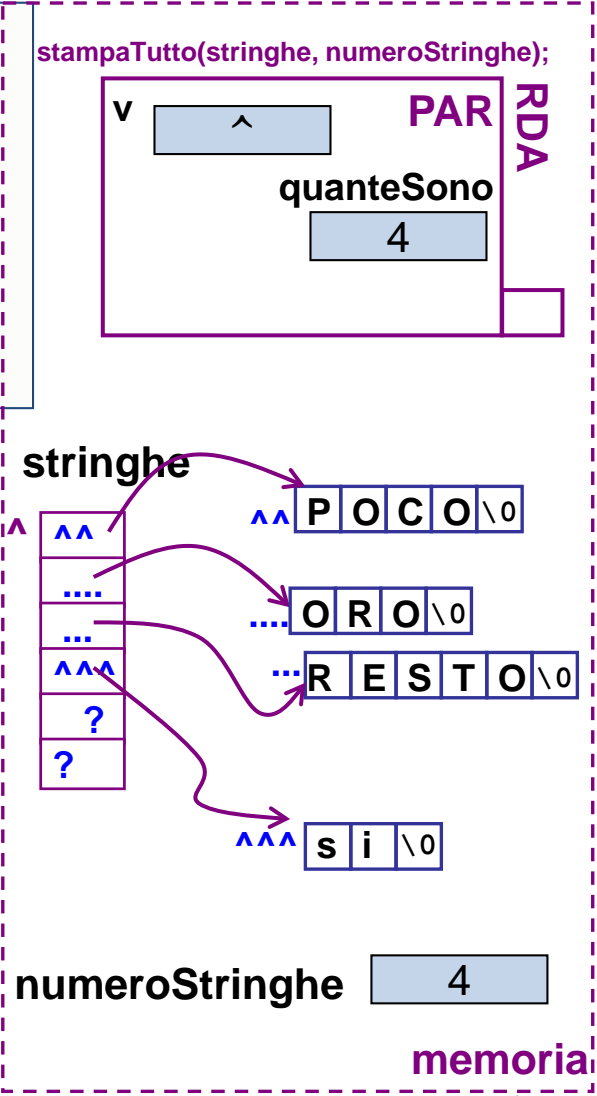 stampaTutto(stringhe, numeroStringhe);
v ^ PAR RDA
quanteSono
4
stringhe
^ ^^ ^^ P O C O \0
.... .... O R O \0
... ... R E S T O \0
^^^
?
?
^^^ s i \0
numeroStringhe 4
memoria